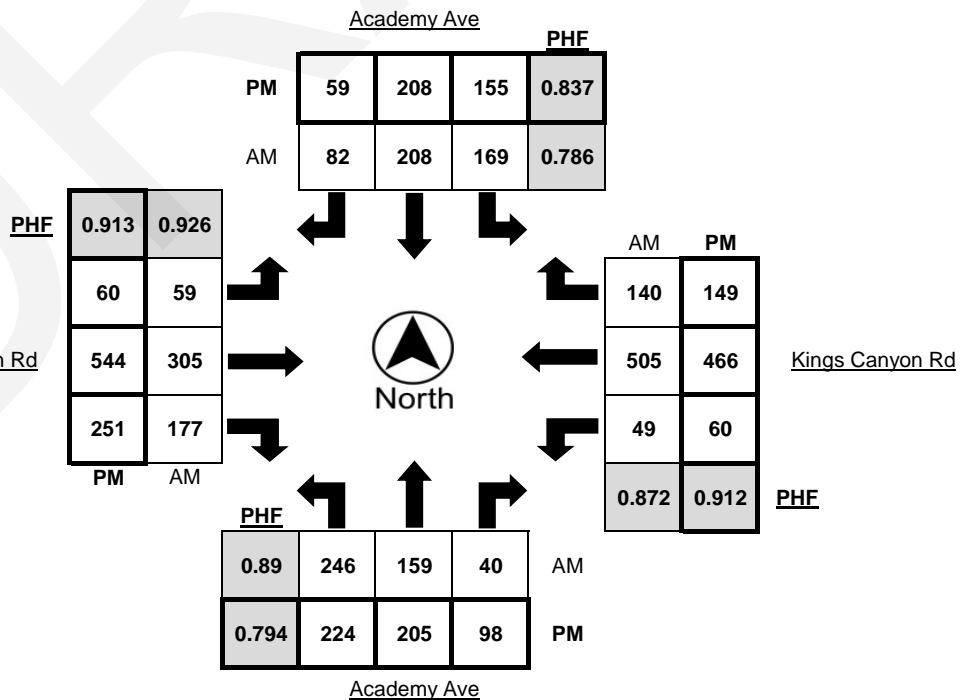 Academy Ave
PHF
PM 59 208 155 0.837
AM 82 208 169 0.786
PHF 0.913 0.926
AM PM
60 59
140 149
n Rd 544 305
505 466 Kings Canyon Rd
North
251 177
49 60
PM AM
0.872 0.912 PHF
PHF
0.89 246 159 40 AM
0.794 224 205 98 PM
Academy Ave